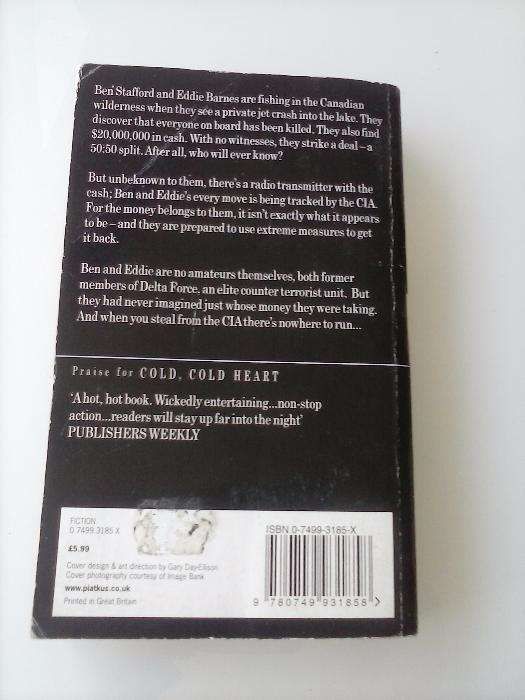 Ben Stafford and Eddie Barnes are fishing in the Canadian
wilderness when they see a private jet crash into the lake. They
discover that everyone on board has been killed. They also find
$20,000,000 in cash. With no witnesses, they strike a deal – a
50:50 split. After all, who will ever know?
But unbeknown to them, there's a radio transmitter with the
cash; Ben and Eddie's every move is being tracked by the CIA.
For the money belongs to them, it isn't exactly what it appears
to be – and they are prepared to use extreme measures to get
it back.
Ben and Eddie are no amateurs themselves, both former
members of Delta Force, an elite counter terrorist unit. But
they had never imagined just whose money they were taking.
And when you steal from the CIA there's nowhere to run...
Praise for COLD, COLD HEART
'A hot, hot book. Wickedly entertaining...non-stop
action...readers will stay up far into the night'
PUBLISHERS WEEKLY
FICTION
0 7499 3185 X
£5.99
Cover design & art direction by Gary Day-Ellison
Cover photography courtesy of Image Bank
www.piatkus.co.uk
Printed in Great Britain
ISBN 0-7499-3185-X
9 780749 931858 >